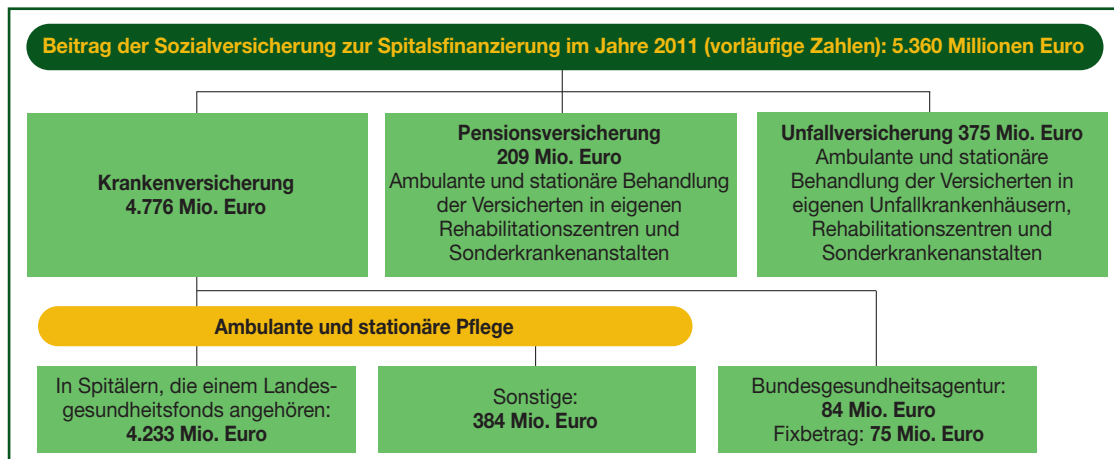 Beitrag der Sozialversicherung zur Spitalsfinanzierung im Jahre 2011 (vorläufige Zahlen): 5.360 Millionen Euro
Krankenversicherung
4.776 Mio. Euro
Pensionsversicherung
209 Mio. Euro
Ambulante und stationäre Behandlung
der Versicherten in eigenen
Rehabilitationszentren und
Sonderkrankenanstalten
Unfallversicherung 375 Mio. Euro
Ambulante und stationäre
Behandlung der Versicherten in
eigenen Unfallkrankenhäusern,
Rehabilitationszentren und
Sonderkrankenanstalten
Ambulante und stationäre Pflege
In Spitälern, die einem Landes-
gesundheitsfonds angehören:
4.233 Mio. Euro
Sonstige:
384 Mio. Euro
Bundesgesundheitsagentur:
84 Mio. Euro
Fixbetrag: 75 Mio. Euro